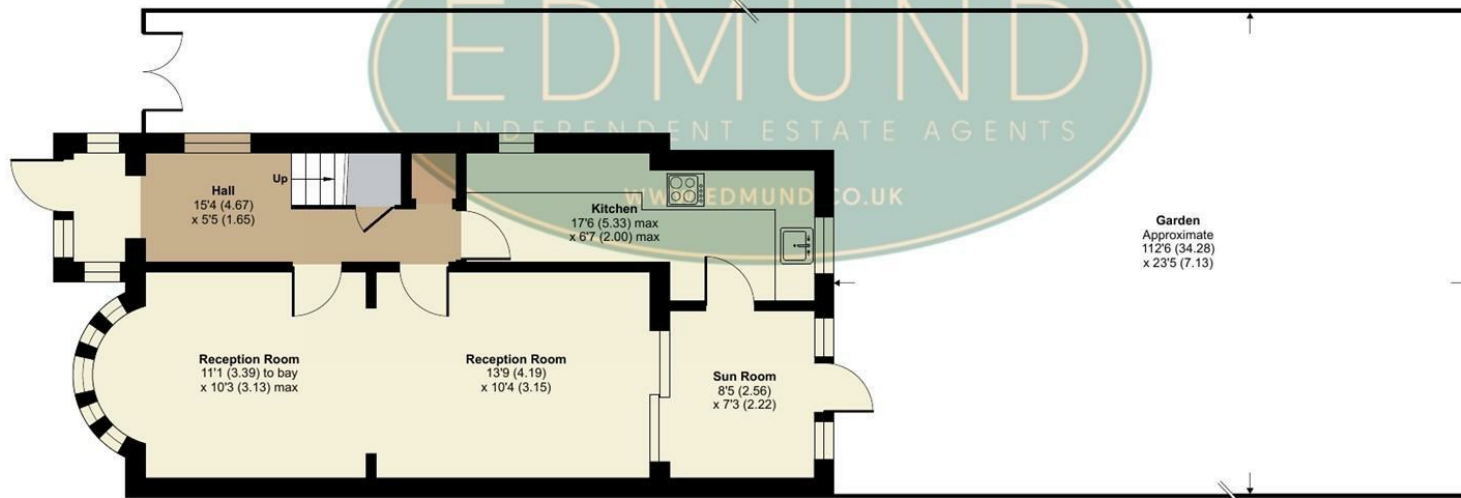 EDMUND
INDEPENDENT ESTATE AGENTS
WWW.EDMUND.CO.UK
Hall
15'4 (4.67)
x 5'5 (1.65)
Up
Kitchen
17'6 (5.33) max
x 6'7 (2.00) max
Garden
Approximate
112'6 (34.28)
x 23'5 (7.13)
Reception Room
11'1 (3.39) to bay
x 10'3 (3.13) max
Reception Room
13'9 (4.19)
x 10'4 (3.15)
Sun Room
8'5 (2.56)
x 7'3 (2.22)